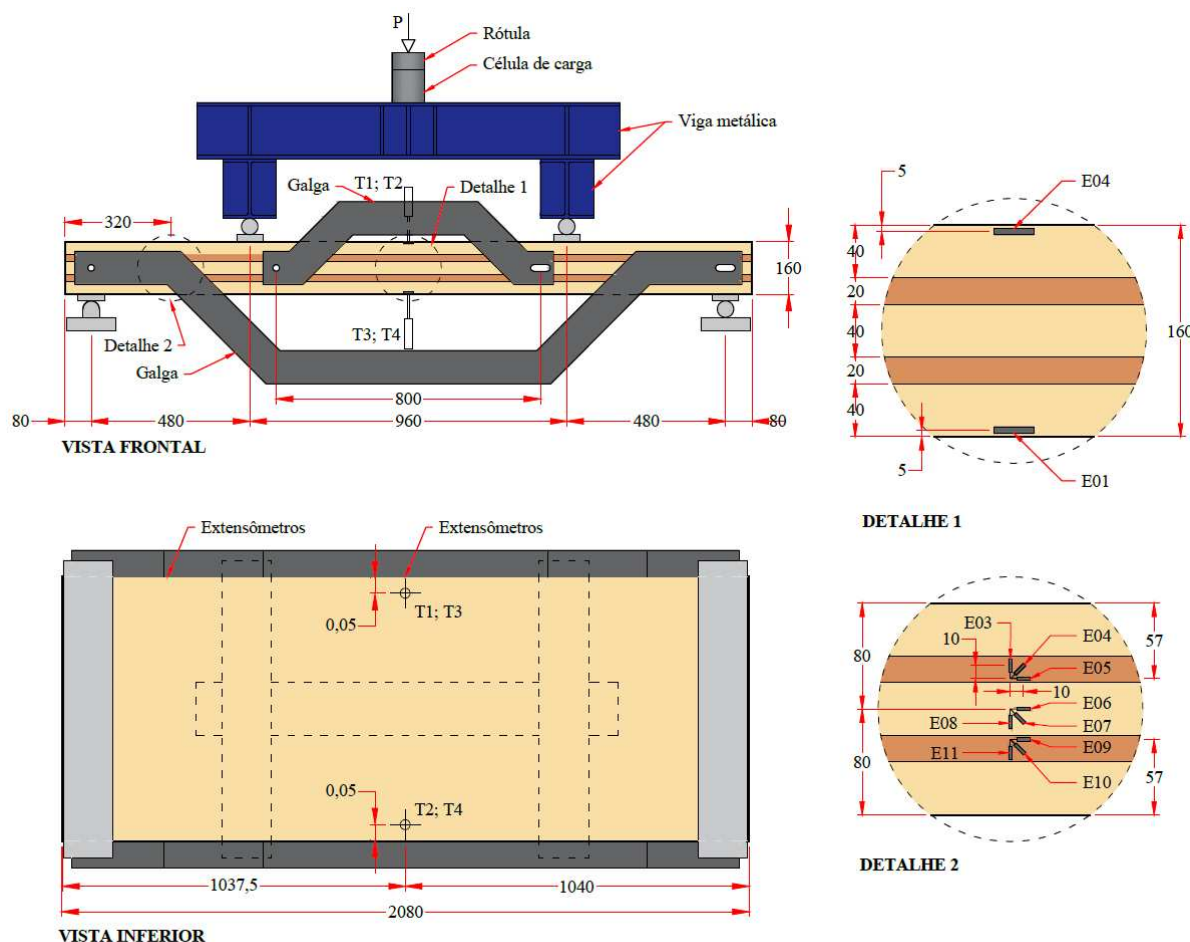 P
Rótula
Célula de carga
Viga metálica
Galga
T1; T2
Detalhe 1
320
160
T3; T4
Detalhe 2
Galga
800
80
480
960
480
80
VISTA FRONTAL
5
E04
40
20
40
20
40
160
5
E01
DETALHE 1
Extensômetros
Extensômetros
0,05
T1; T3
0,05
T2; T4
1037,5
1040
2080
VISTA INFERIOR
E03
E04
10
E05
80
57
10
E06
E08
E07
E09
80
E11
57
E10
DETALHE 2